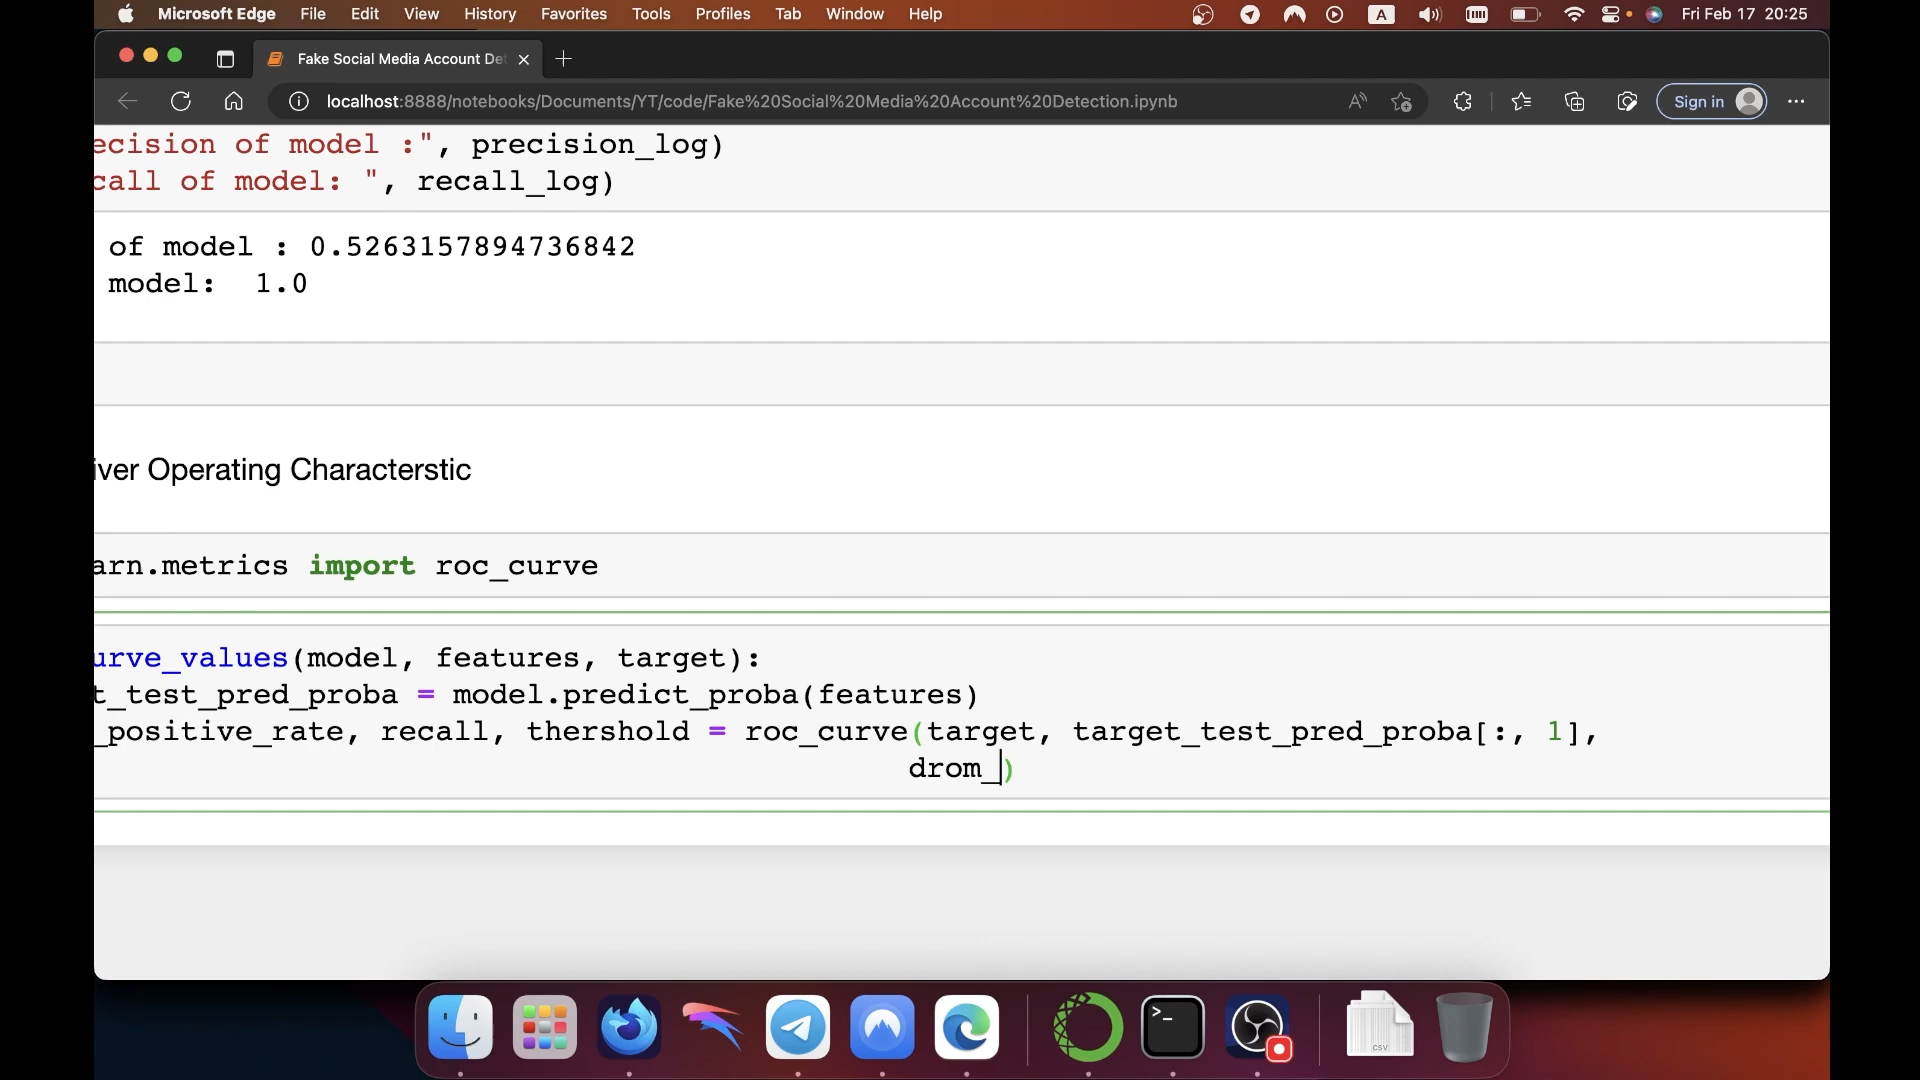 Microsoft Edge File Edit View History Favorites Tools Profiles Tab Window Help A Fri Feb 17 20:25
Fake Social Media Account De
localhost:8888/notebooks/Documents/YT/code/Fake%20Social%20Media%20Account%20Detection.ipynb Sign in
ecision of model :", precision_log)
call of model: ", recall_log)
of model : 0.5263157894736842
model: 1.0
iver Operating Characterstic
arn.metrics import roc_curve
urve_values(model, features, target):
t_test_pred_proba = model.predict_proba(features)
_positive_rate, recall, thershold = roc_curve(target, target_test_pred_proba[:, 1],
drom_)
>_
CSV